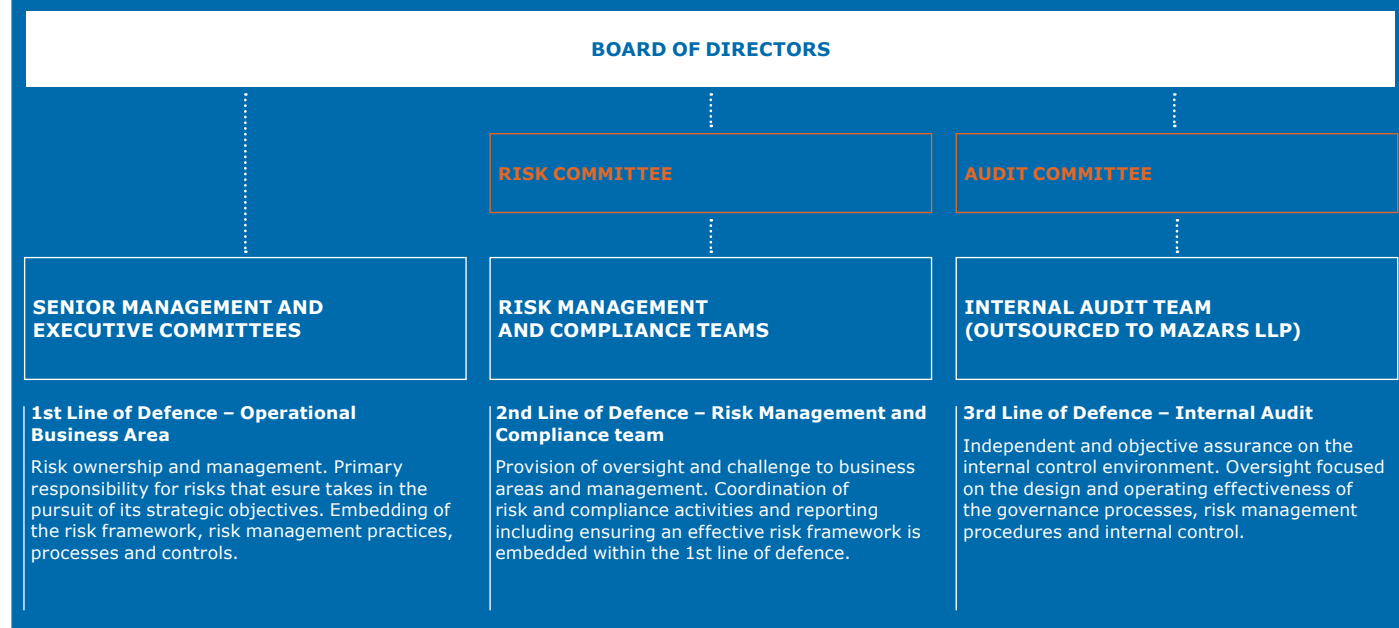 BOARD OF DIRECTORS
RISK COMMITTEE
AUDIT COMMITTEE
SENIOR MANAGEMENT AND
EXECUTIVE COMMITTEES
RISK MANAGEMENT
AND COMPLIANCE TEAMS
INTERNAL AUDIT TEAM
(OUTSOURCED TO MAZARS LLP)
1st Line of Defence – Operational
Business Area
Risk ownership and management. Primary
responsibility for risks that esure takes in the
pursuit of its strategic objectives. Embedding of
the risk framework, risk management practices,
processes and controls.
2nd Line of Defence – Risk Management and
Compliance team
Provision of oversight and challenge to business
areas and management. Coordination of
risk and compliance activities and reporting
including ensuring an effective risk framework is
embedded within the 1st line of defence.
3rd Line of Defence – Internal Audit
Independent and objective assurance on the
internal control environment. Oversight focused
on the design and operating effectiveness of
the governance processes, risk management
procedures and internal control.